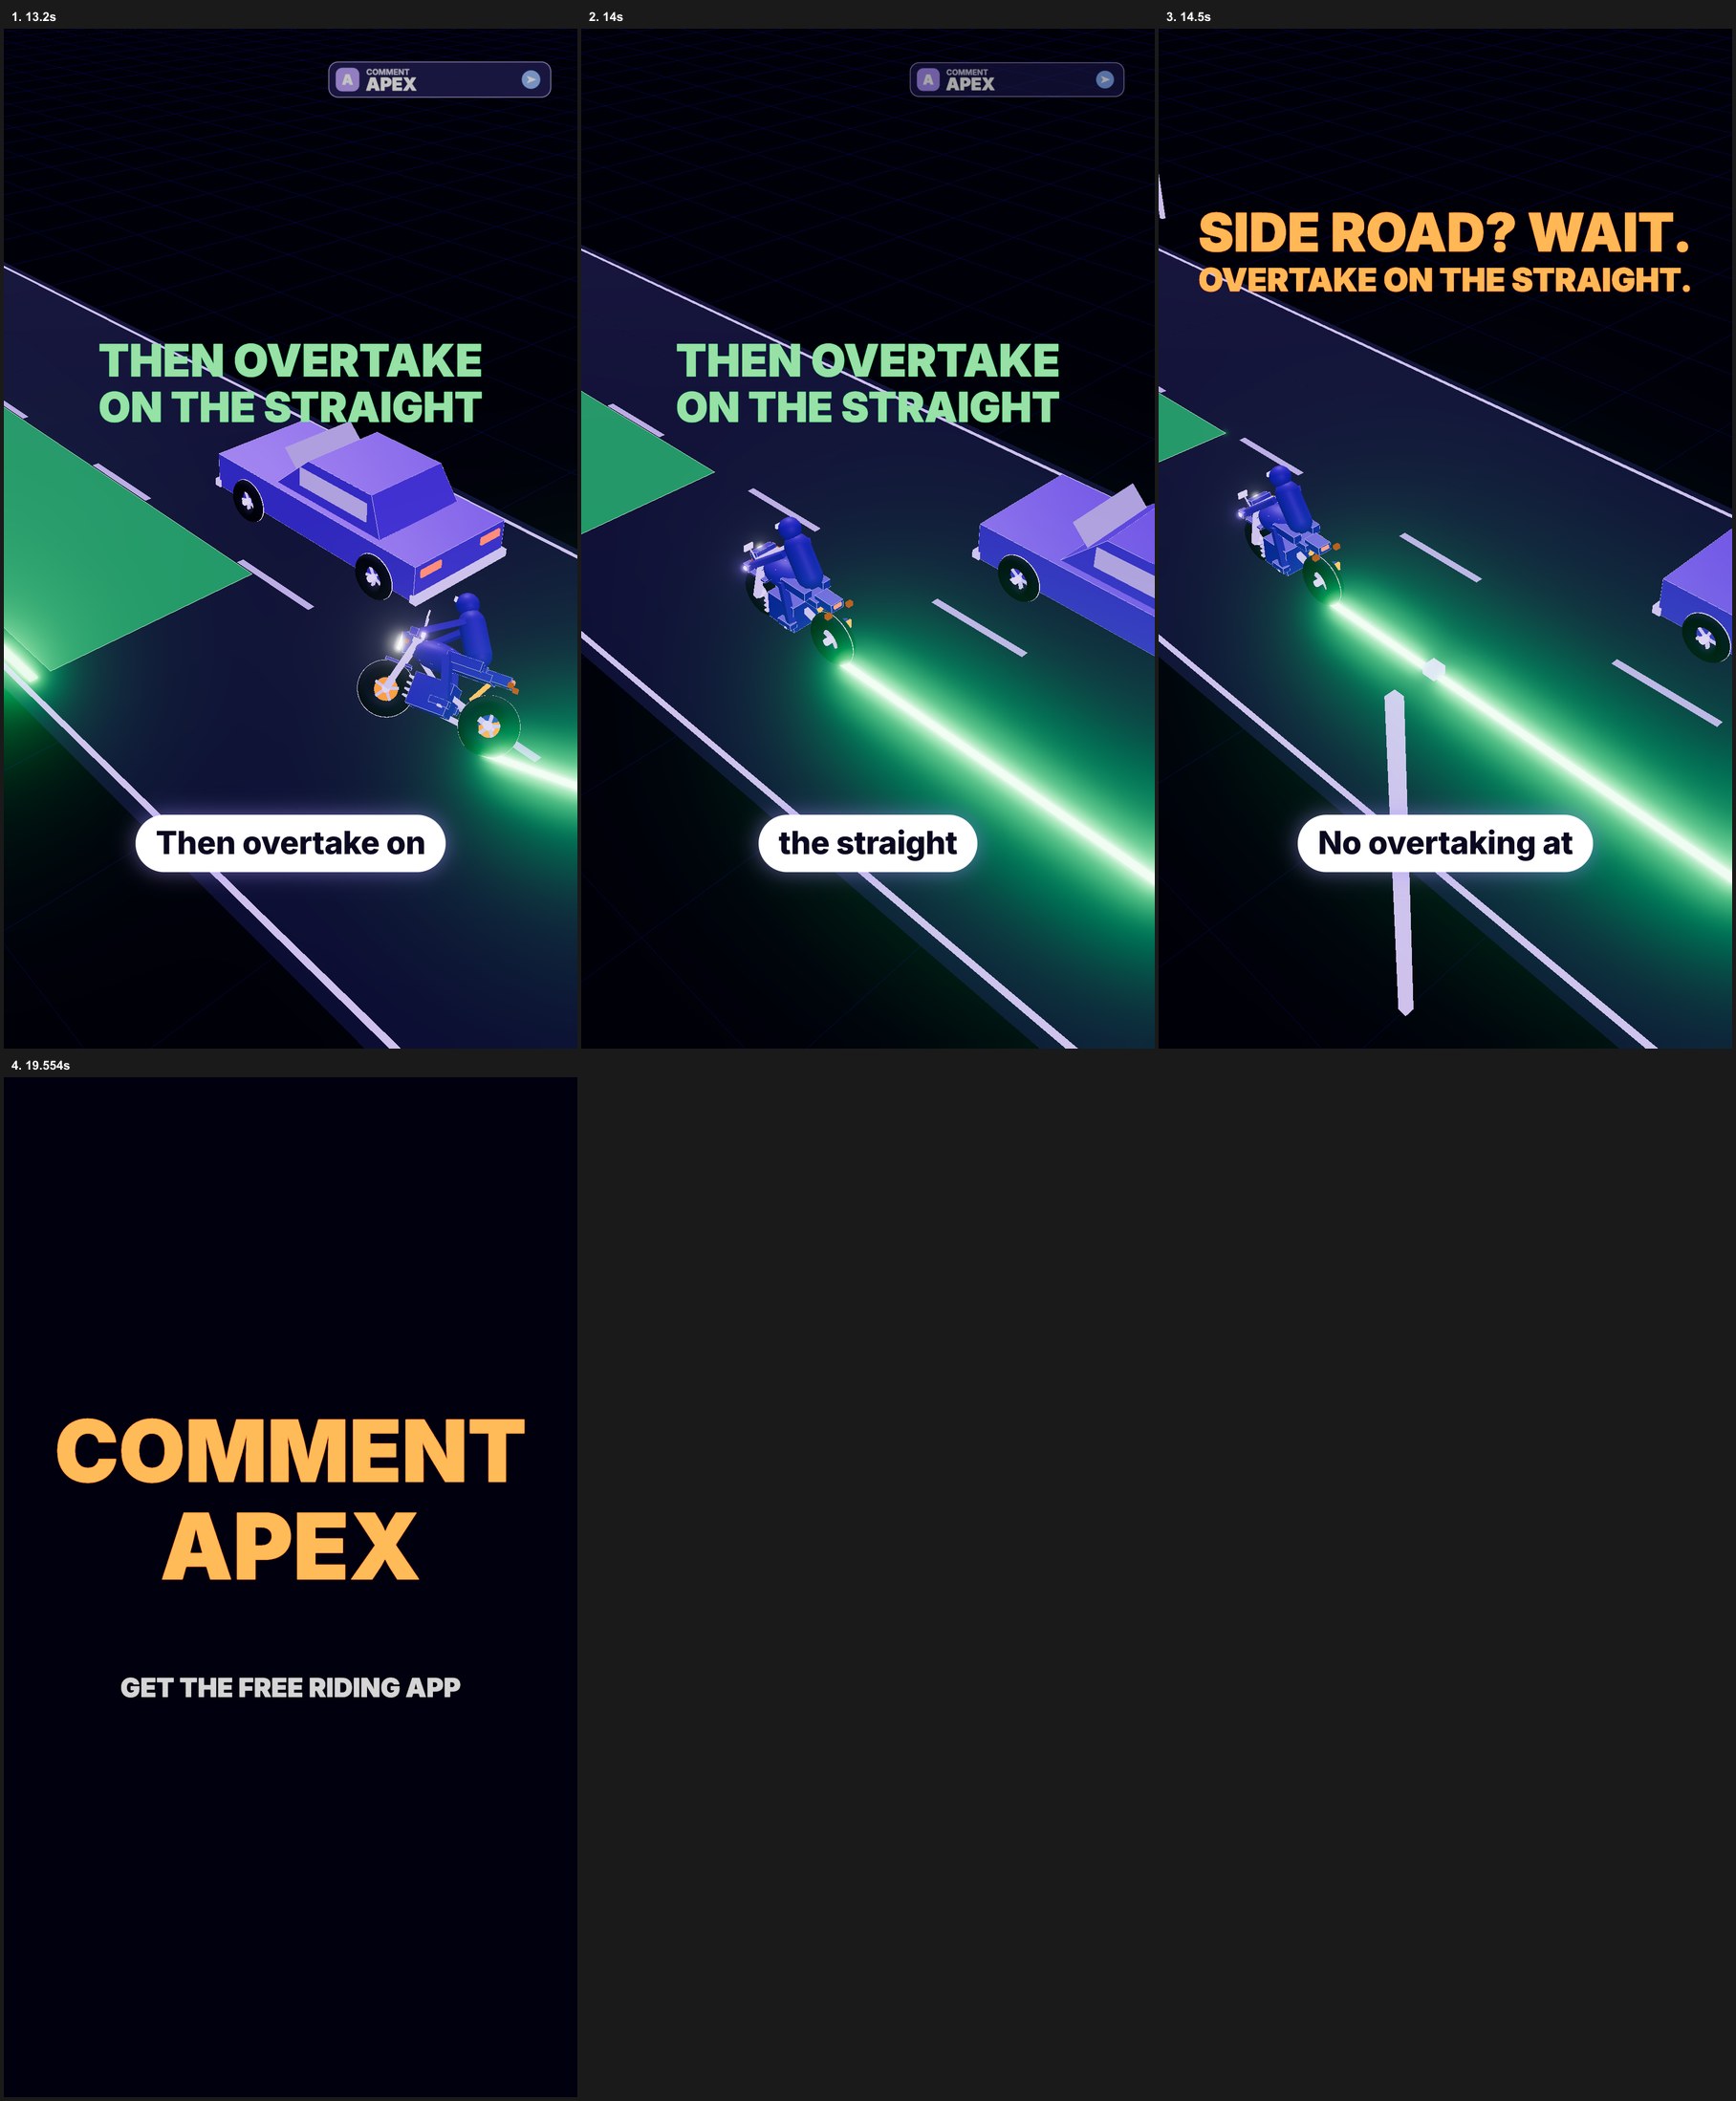 1. 13.2s
COMMENT
A
APEX
THEN OVERTAKE
ON THE STRAIGHT
Then overtake on
2. 14s
COMMENT
A
APEX
THEN OVERTAKE
ON THE STRAIGHT
the straight
3. 14.5s
SIDE ROAD? WAIT.
OVERTAKE ON THE STRAIGHT.
No overtaking at
4. 19.554s
COMMENT
APEX
GET THE FREE RIDING APP